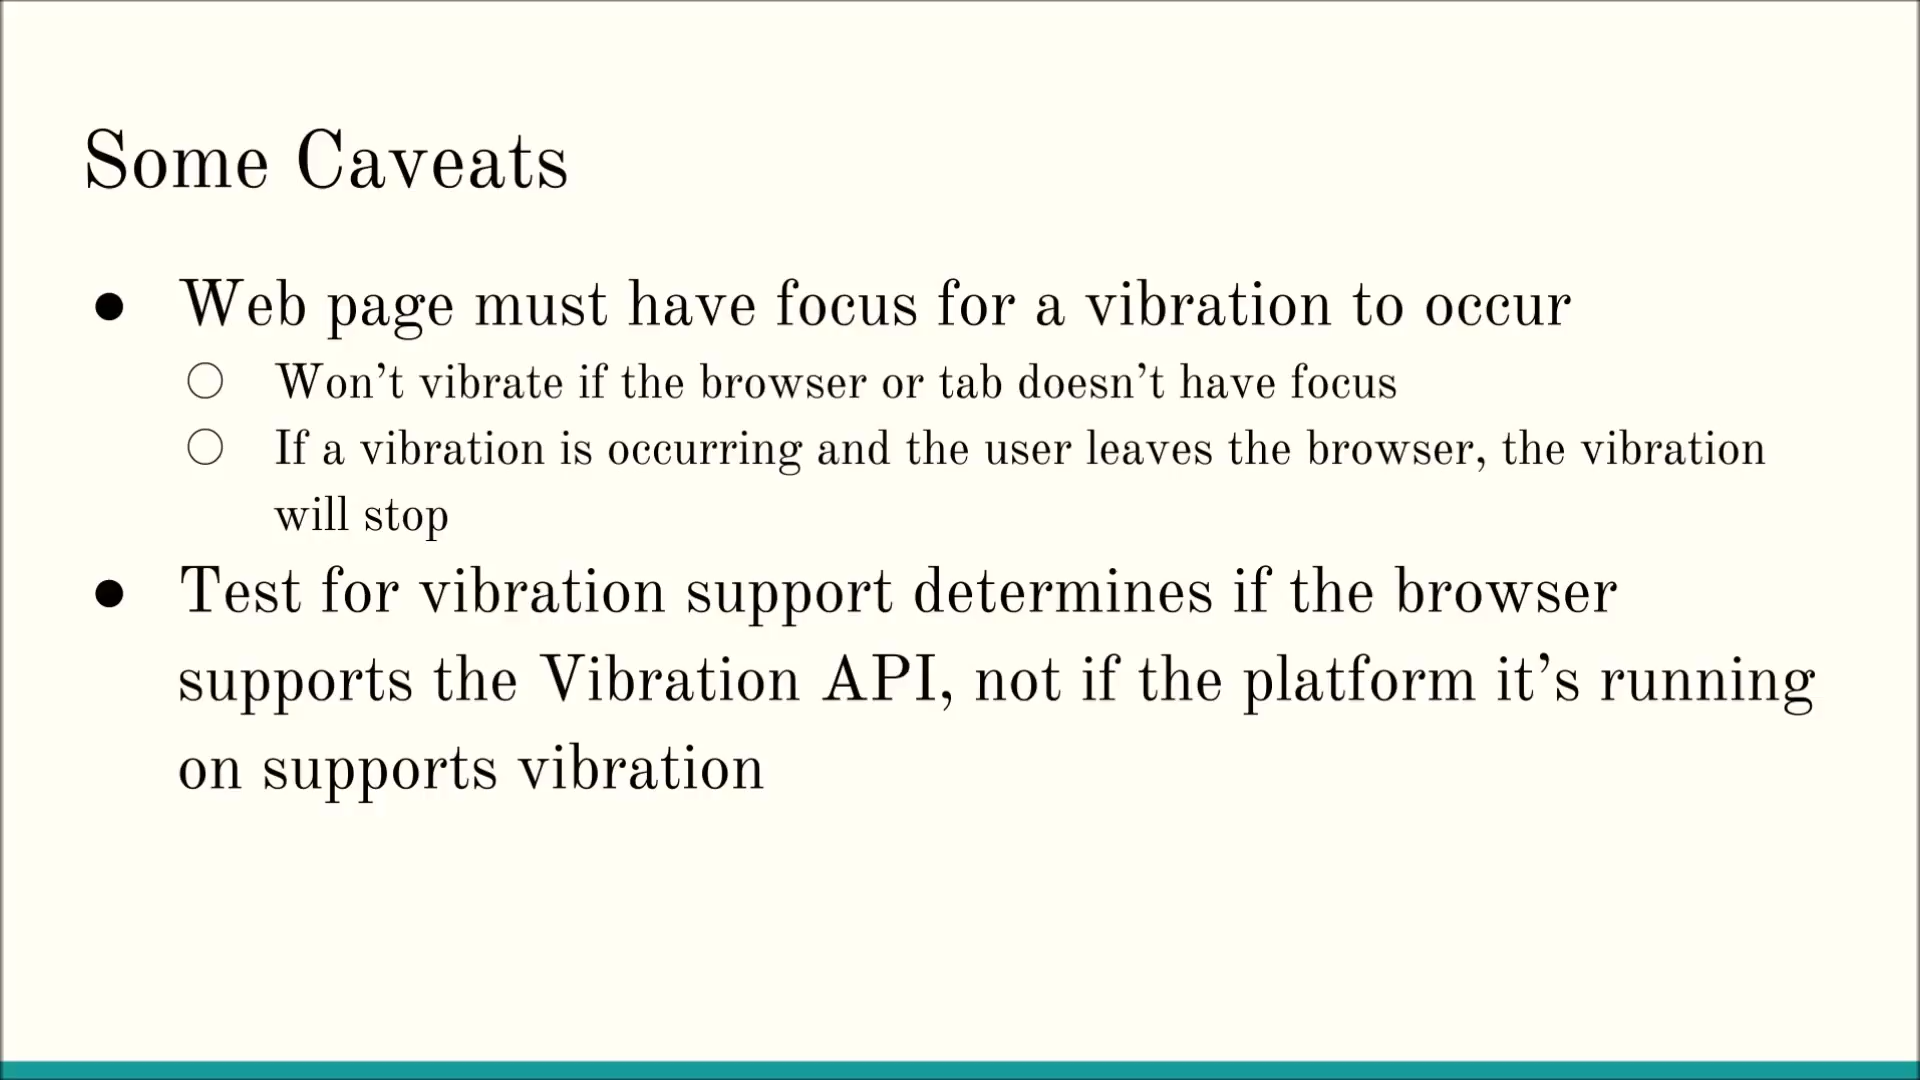 Some Caveats
● Web page must have focus for a vibration to occur
○ Won’t vibrate if the browser or tab doesn’t have focus
○ If a vibration is occurring and the user leaves the browser, the vibration
will stop
● Test for vibration support determines if the browser
supports the Vibration API, not if the platform it’s running
on supports vibration